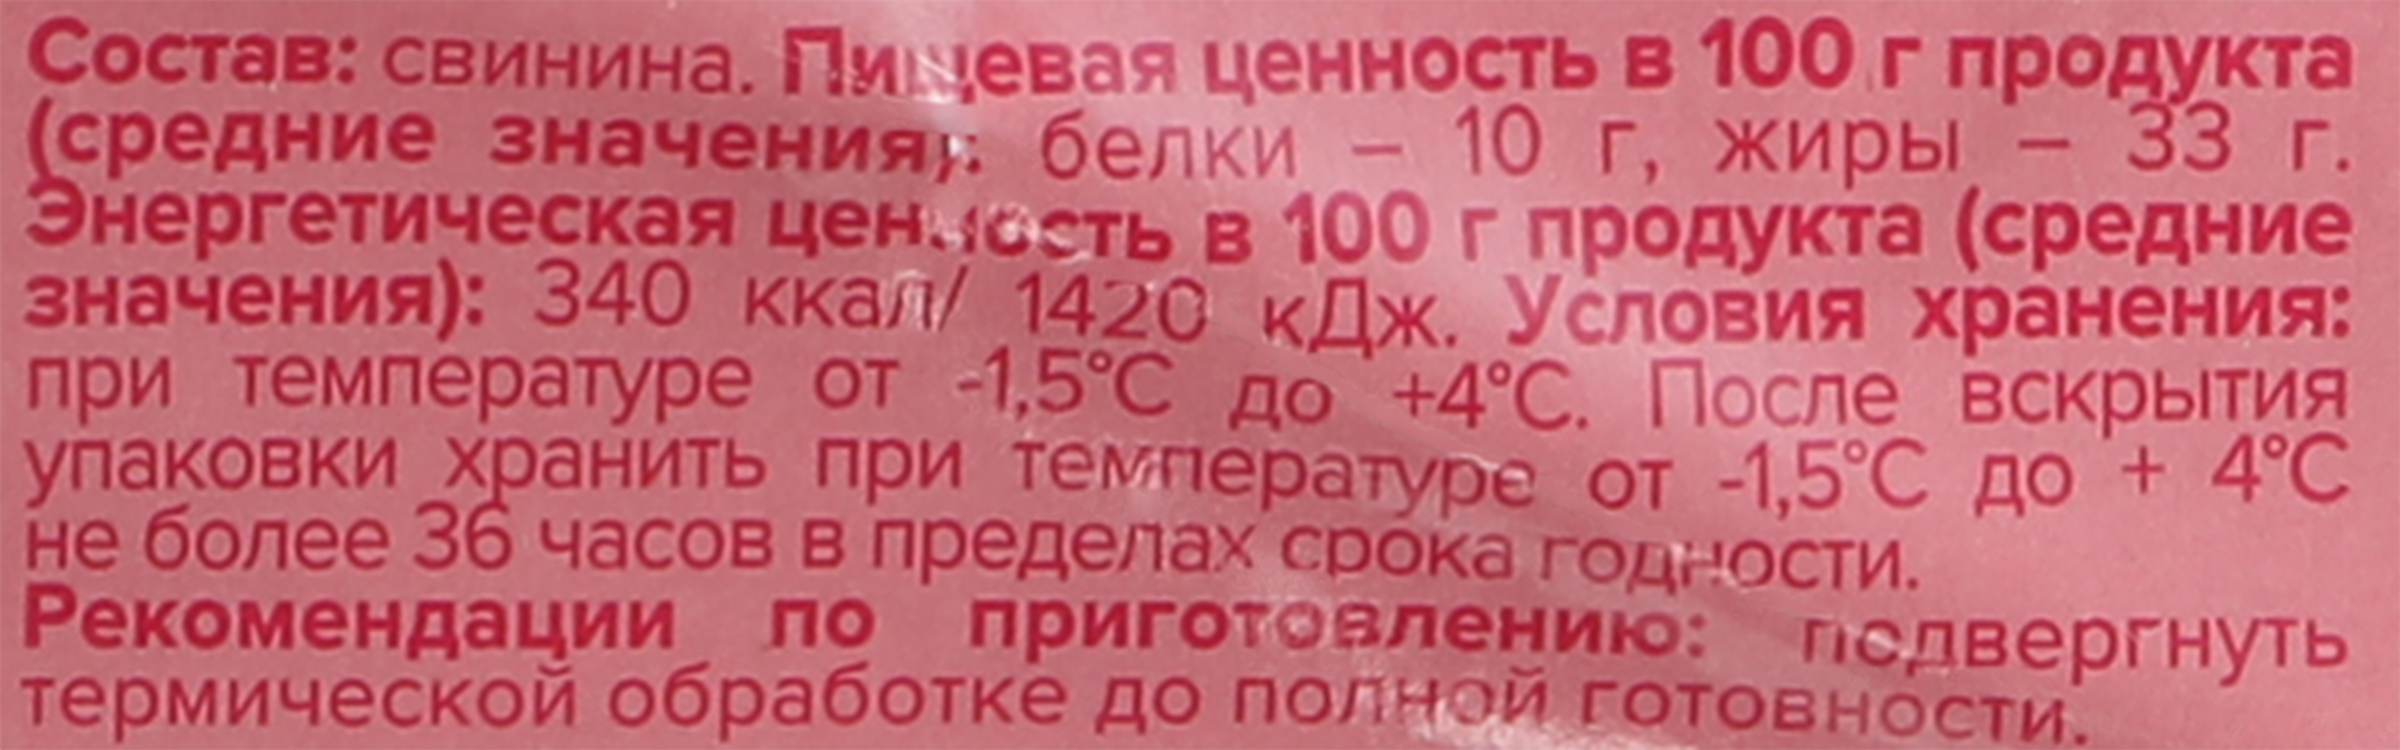 Состав: свинина. Пищевая ценность в 100 г продукта
(средние значения): белки – 10 г, жиры – 33 г.
Энергетическая ценность в 100 г продукта (средние
значения): 340 ккал/ 1420 кДж. Условия хранения:
при температуре от -1,5°С до +4°С. После вскрытия
упаковки хранить при температуре от -1,5°С до + 4°С
не более 36 часов в пределах срока годности.
Рекомендации по приготовлению: подвергнуть
термической обработке до полной готовности.